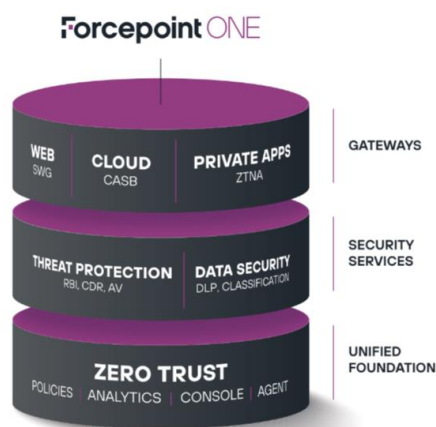 Forcepoint ONE
WEB
SWG
CLOUD
CASB
PRIVATE APPS
ZTNA
GATEWAYS
THREAT PROTECTION
RBI, CDR, AV
DATA SECURITY
DLP, CLASSIFICATION
SECURITY
SERVICES
ZERO TRUST
POLICIES | ANALYTICS | CONSOLE | AGENT
UNIFIED
FOUNDATION